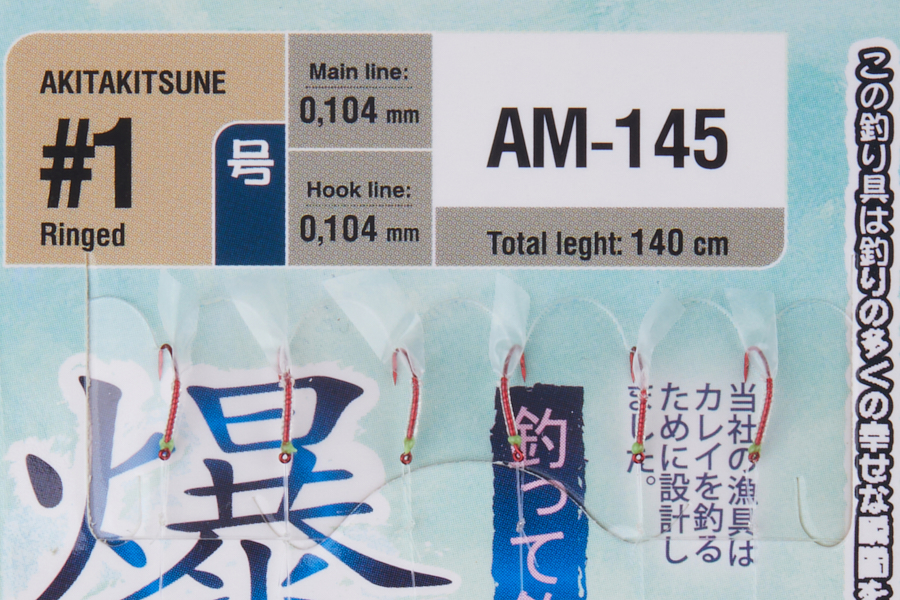 AKITAKITSUNE
#1
Ringed
号
Main line:
0,104 mm
Hook line:
0,104 mm
AM-145
Total leght: 140 cm
この釣り具は釣りの多くの幸せな瞬間を
当社の漁具は
カレイを釣る
ために設計し
ました。
釣って
爆